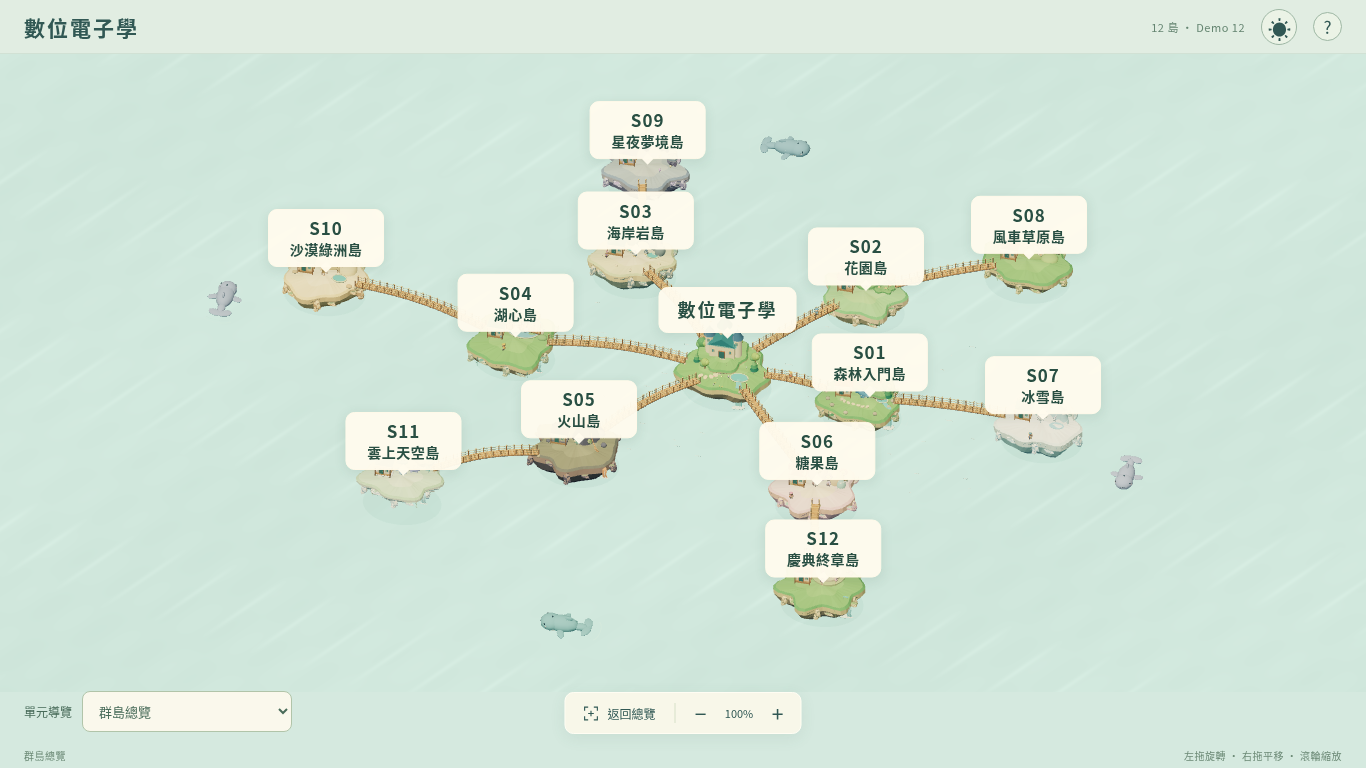 數位電子學
12 島 • Demo 12
?
S09
星夜夢境島
S03
海岸岩島
S10
沙漠綠洲島
S08
風車草原島
S02
花園島
S04
湖心島
數位電子學
S01
森林入門島
S07
冰雪島
S05
火山島
S11
雲上天空島
S06
糖果島
S12
慶典終章島
單元導覽
群島總覽
返回總覽
− 100% +
群島總覽
左拖旋轉 • 右拖平移 • 滾輪縮放